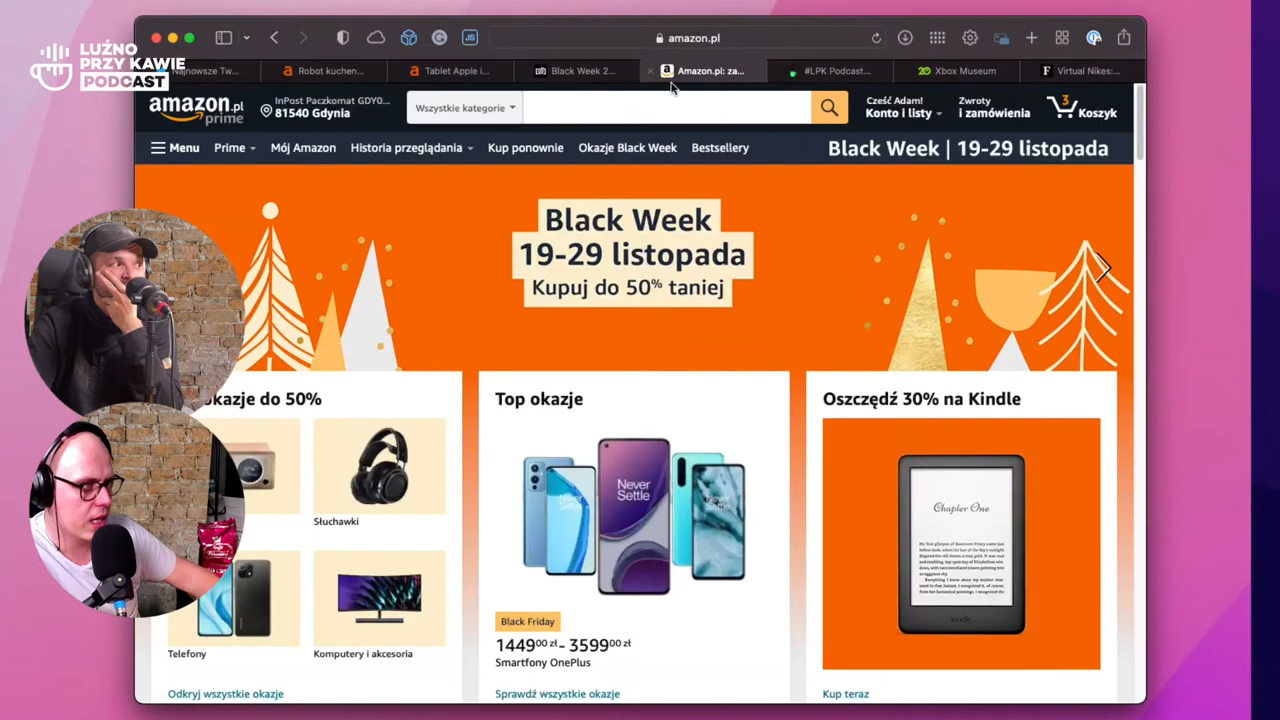 LUŹNO
PRZY KAWIE
PODCAST
amazon.pl
Najnowsze Tw...
Robot kuchen...
Tablet Apple i...
Black Week 2...
Amazon.pl: za...
#LPK Podcast...
Xbox Museum
Virtual Nikes:...
amazon.pl
prime
InPost Paczkomat GDY0...
81540 Gdynia
Wszystkie kategorie
Cześć Adam!
Konto i listy
Zwroty
i zamówienia
3
Koszyk
Menu
Prime
Mój Amazon
Historia przeglądania
Kup ponownie
Okazje Black Week
Bestsellery
Black Week | 19-29 listopada
Black Week
19-29 listopada
Kupuj do 50% taniej
okazje do 50%
Słuchawki
Telefony
Komputery i akcesoria
Odkryj wszystkie okazje
Top okazje
Never
Settle
Black Friday
144900 zł - 359900 zł
Smartfony OnePlus
Sprawdź wszystkie okazje
Oszczędź 30% na Kindle
Chapter One
kindle
Kup teraz